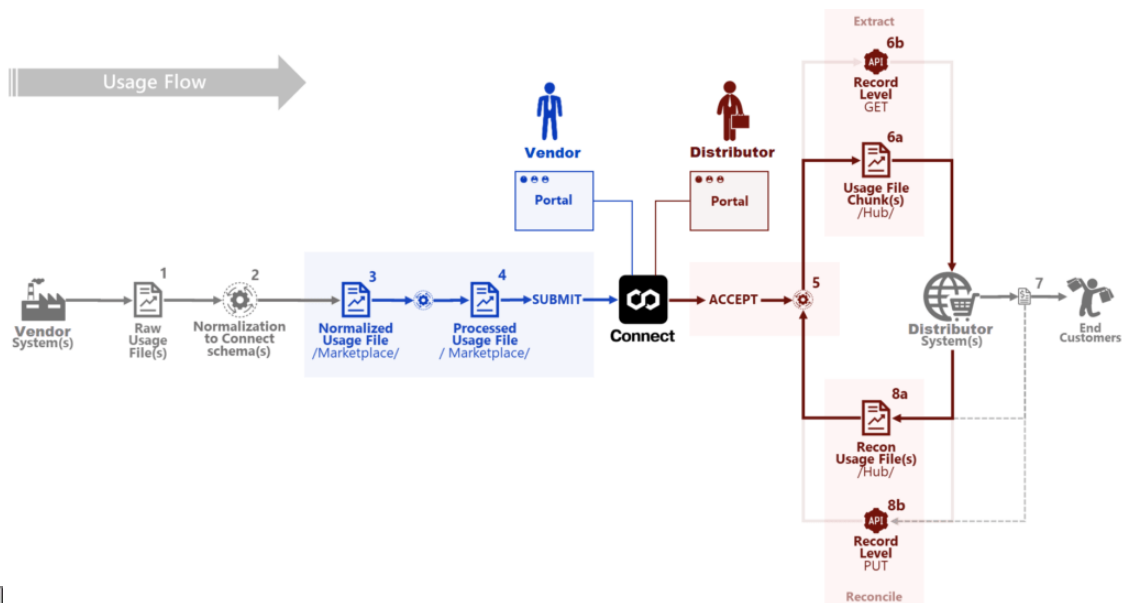 Usage Flow
Extract
6b
API
Record
Level
GET
Vendor
Distributor
6a
Portal
Portal
Usage File
Chunk(s)
/Hub/
1
2
3
4
5
7
SUBMIT
ACCEPT
Vendor
System(s)
Raw
Usage
File(s)
Normalization
to Connect
schema(s)
Normalized
Usage File
/Marketplace/
Processed
Usage File
/ Marketplace/
Connect
Distributor
System(s)
End
Customers
8a
Recon
Usage File(s)
/Hub/
8b
API
Record
Level
PUT
Reconcile